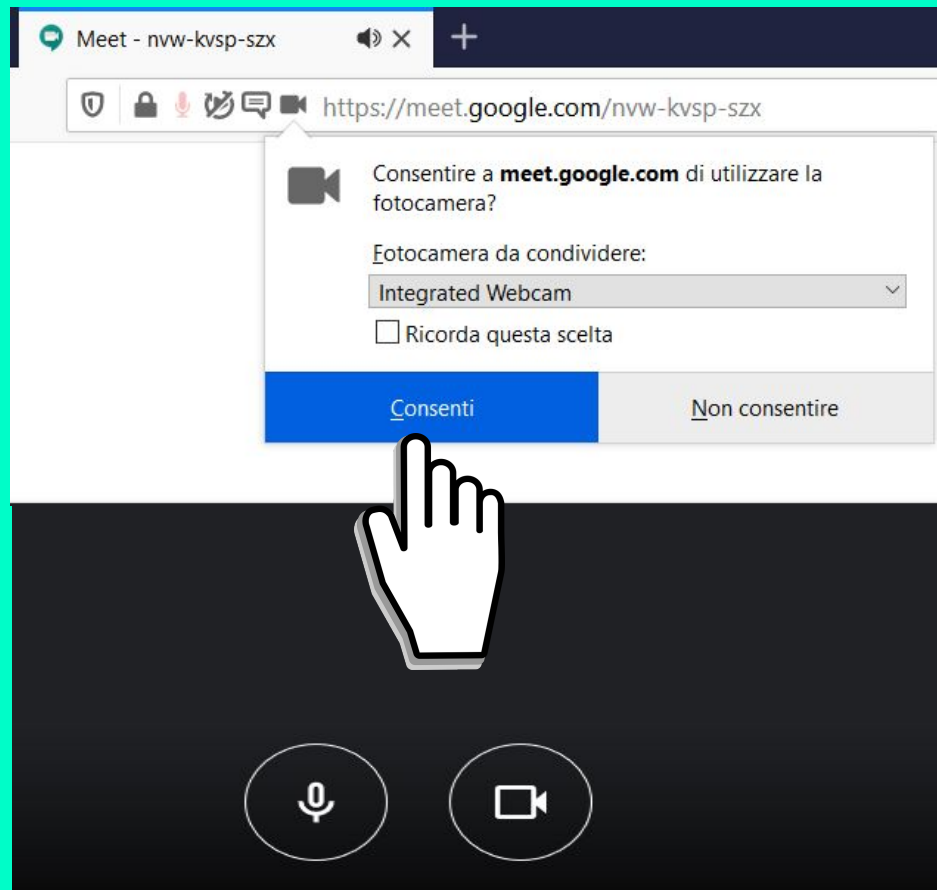 Meet - nvw-kvsp-szx
https://meet.google.com/nvw-kvsp-szx
Consentire a meet.google.com di utilizzare la
fotocamera?
Fotocamera da condividere:
Integrated Webcam
Ricorda questa scelta
Consenti
Non consentire